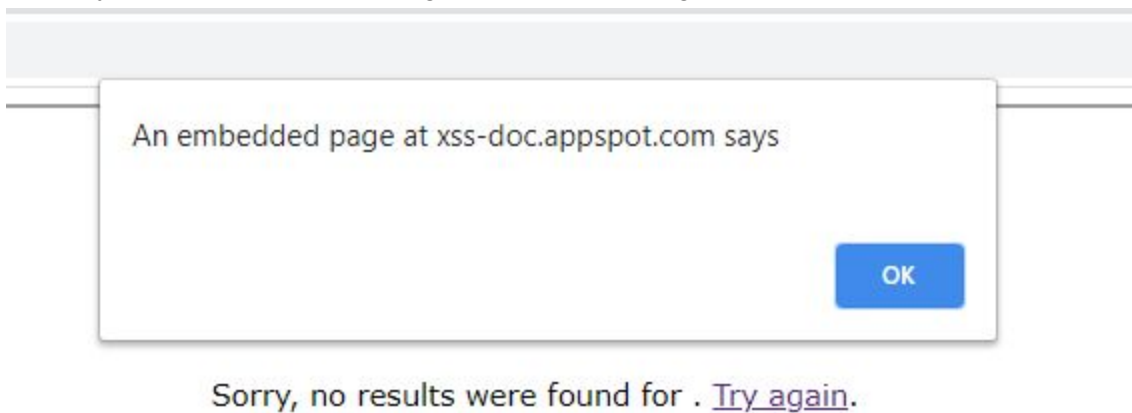 An embedded page at xss-doc.appspot.com says
OK
Sorry, no results were found for . Try again.